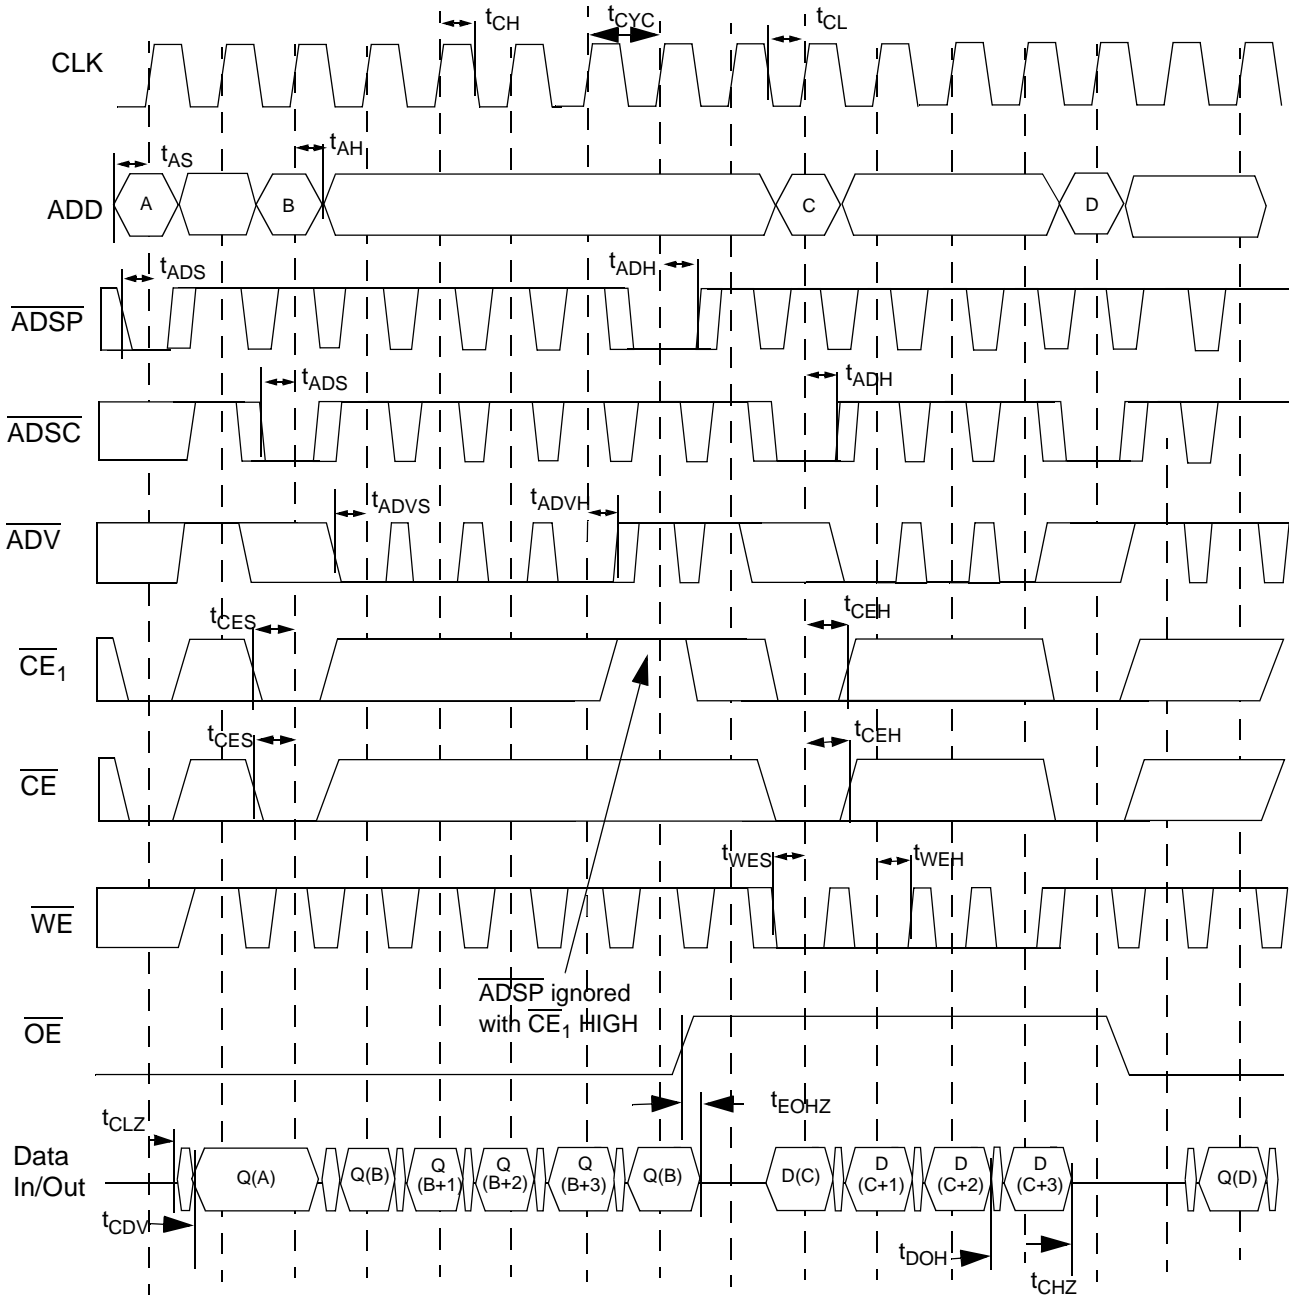 tCH
tCYC
tCL
CLK
tAS
tAH
ADD
A
B
C
D
tADS
tADH
ADSP
tADS
tADH
ADSC
tADVS
tADVH
ADV
tCES
tCEH
CE1
tCES
tCEH
CE
tWES
tWEH
WE
ADSP ignored
with CE1 HIGH
OE
tCLZ
tEOHZ
Data
In/Out
Q(A)
Q(B)
Q
(B+1)
Q
(B+2)
Q
(B+3)
Q(B)
D(C)
D
(C+1)
D
(C+2)
D
(C+3)
Q(D)
tCDV
tDOH
tCHZ